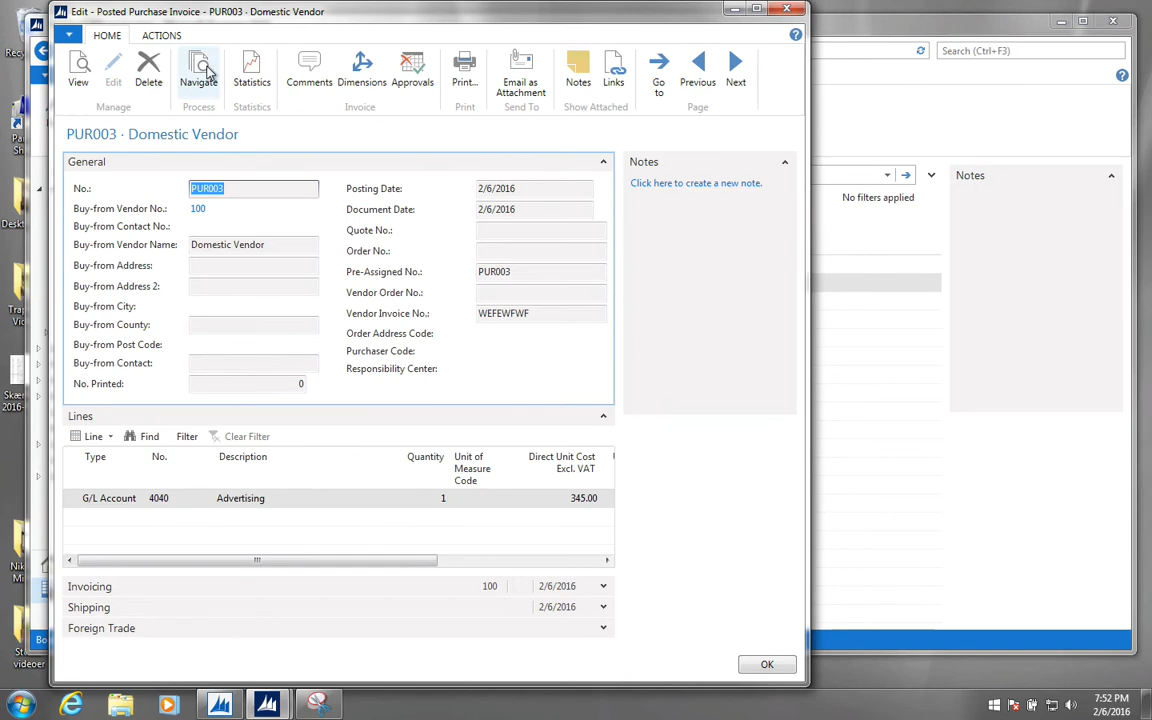 Edit - Posted Purchase Invoice - PUR003 · Domestic Vendor
HOME ACTIONS
Search (Ctrl+F3)
View Edit Delete Navigate Statistics Comments Dimensions Approvals Print... Email as Attachment Notes Links Go to Previous Next
Manage Process Statistics Invoice Print Send To Show Attached Page
PUR003 · Domestic Vendor
General
No.: PUR003
Buy-from Vendor No.: 100
Buy-from Contact No.:
Buy-from Vendor Name: Domestic Vendor
Buy-from Address:
Buy-from Address 2:
Buy-from City:
Buy-from County:
Buy-from Post Code:
Buy-from Contact:
No. Printed: 0
Posting Date: 2/6/2016
Document Date: 2/6/2016
Quote No.:
Order No.:
Pre-Assigned No.: PUR003
Vendor Order No.:
Vendor Invoice No.: WEFEWFWF
Order Address Code:
Purchaser Code:
Responsibility Center:
Notes
Click here to create a new note.
No filters applied
Notes
Lines
Line Find Filter Clear Filter
Type No. Description Quantity Unit of Measure Code Direct Unit Cost Excl. VAT
G/L Account 4040 Advertising 1 345.00
Invoicing 100 2/6/2016
Shipping 2/6/2016
Foreign Trade
OK
Desk
videoer
7:52 PM
2/6/2016